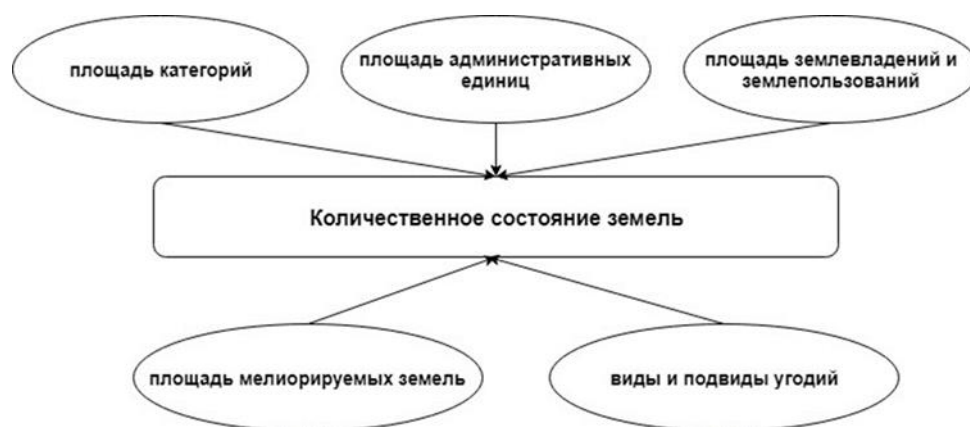 площадь категорий
площадь административных
единиц
площадь землевладений и
землепользований
Количественное состояние земель
площадь мелиорируемых земель
виды и подвиды угодий